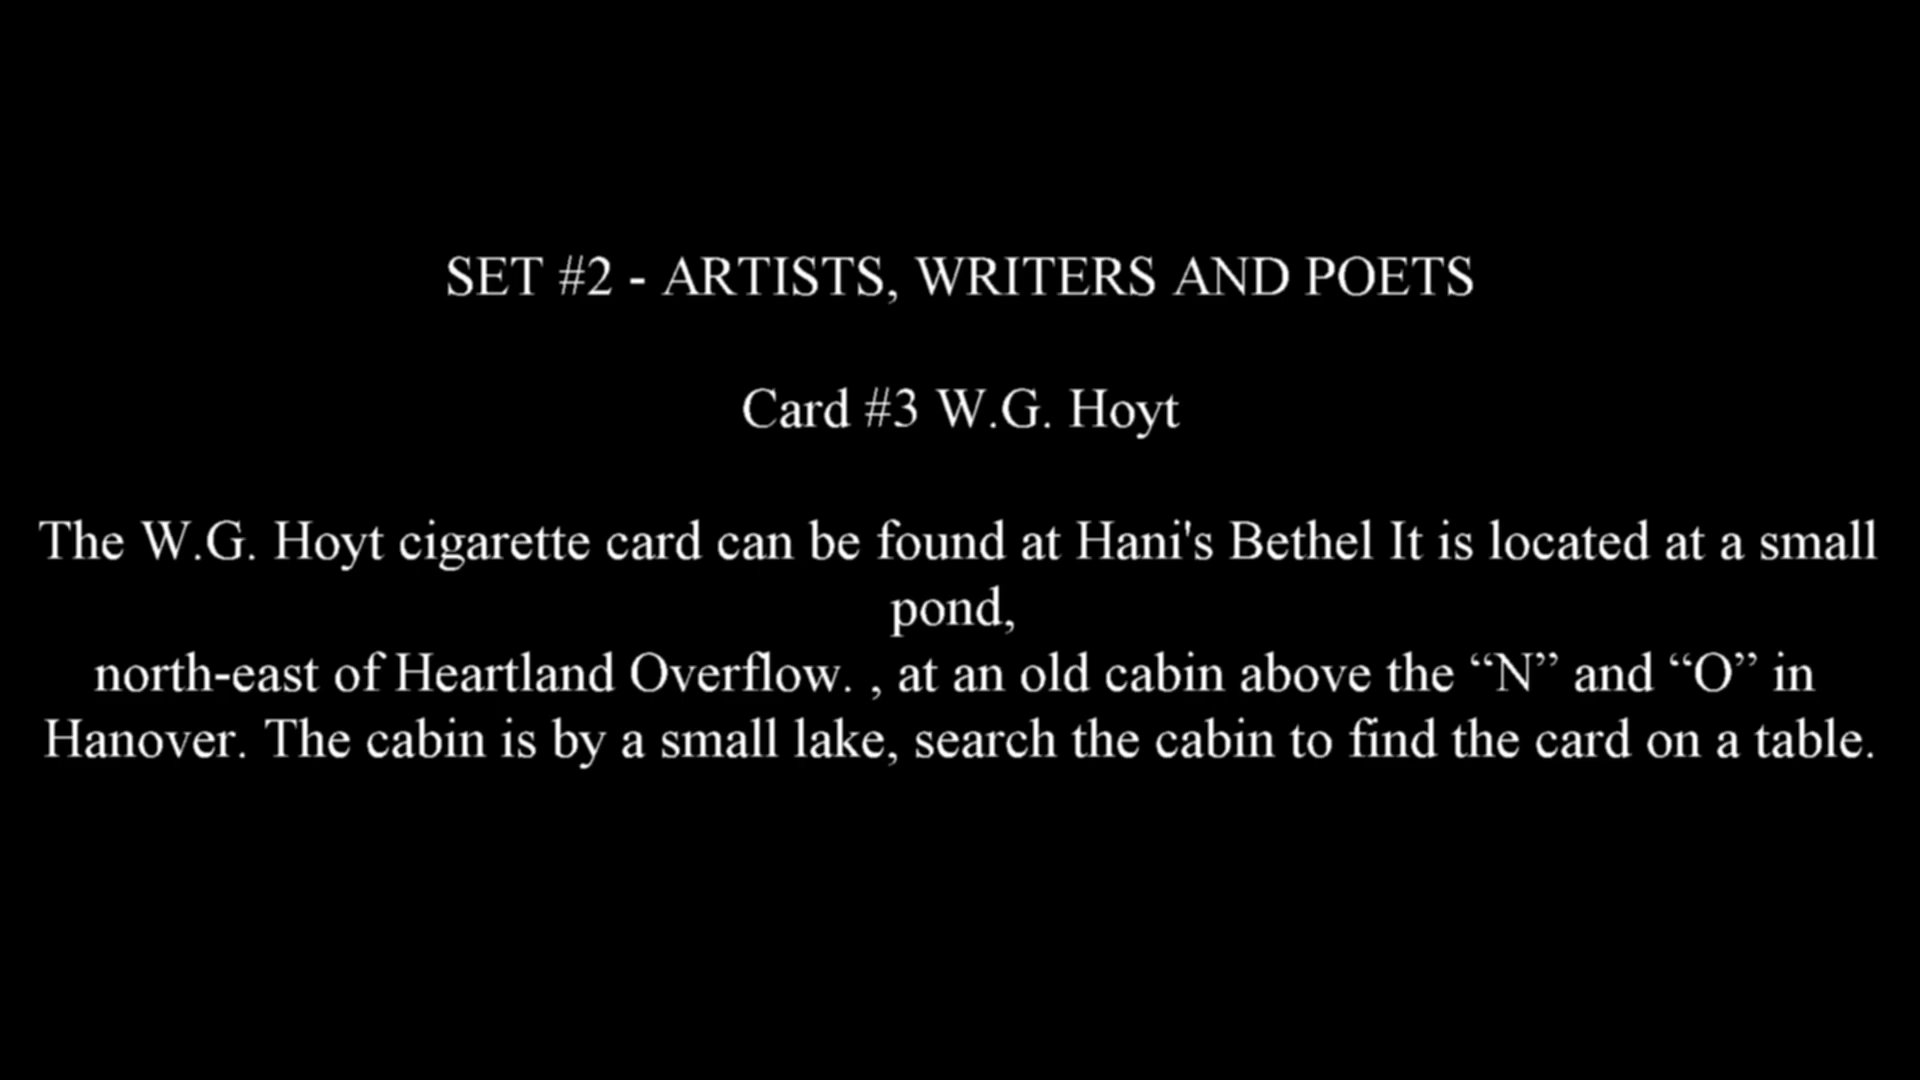 SET #2 - ARTISTS, WRITERS AND POETS
Card #3 W.G. Hoyt
The W.G. Hoyt cigarette card can be found at Hani's Bethel It is located at a small
pond,
north-east of Heartland Overflow. , at an old cabin above the “N” and “O” in
Hanover. The cabin is by a small lake, search the cabin to find the card on a table.